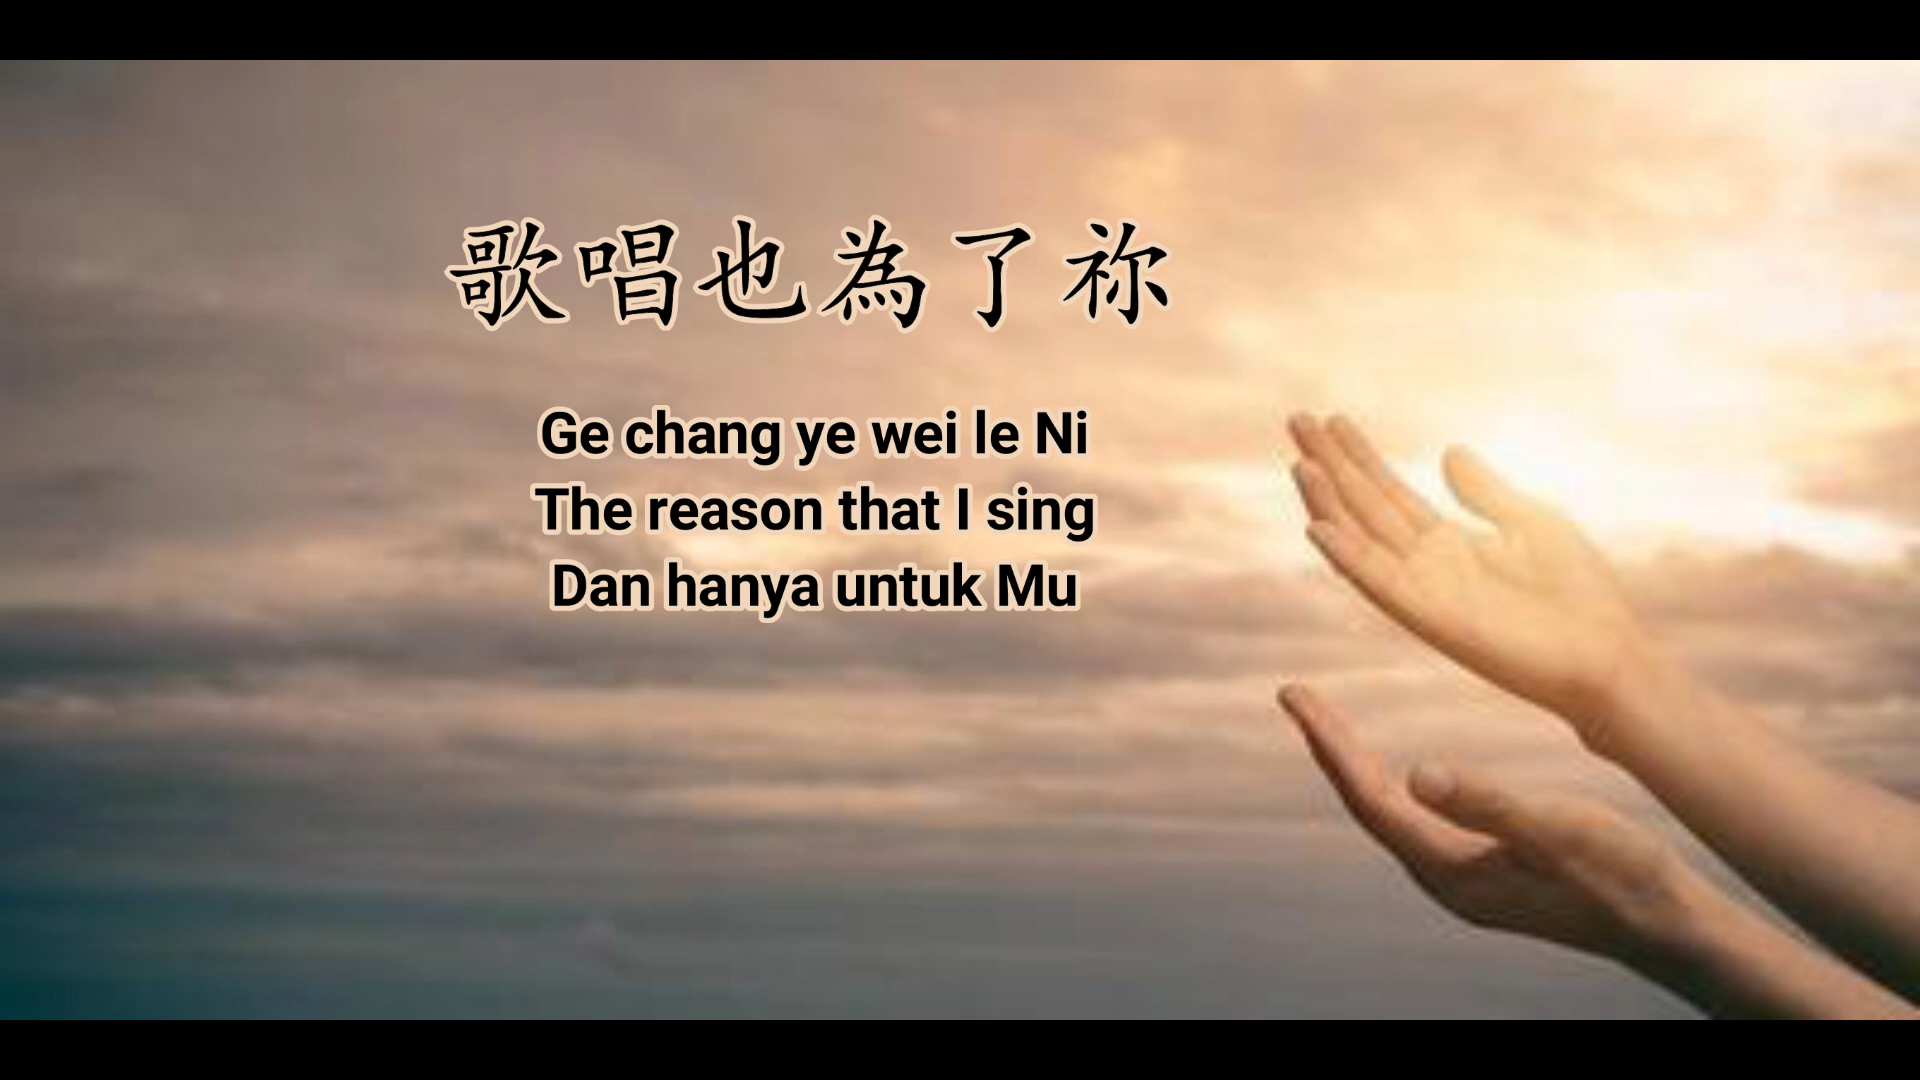 歌唱也為了祢
Ge chang ye wei le Ni
The reason that I sing
Dan hanya untuk Mu